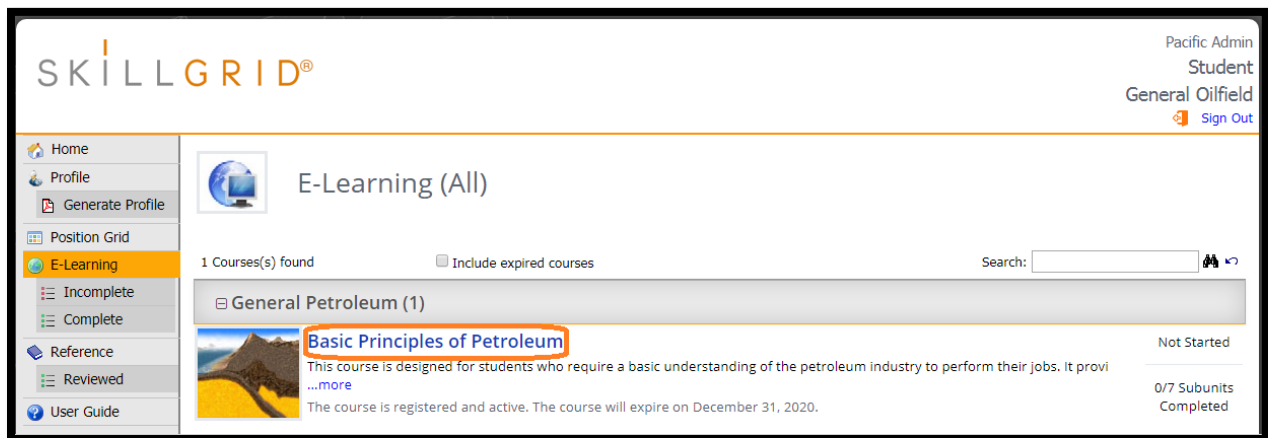 SKILLGRID®
Pacific Admin
Student
General Oilfield
Sign Out
Home
Profile
Generate Profile
Position Grid
E-Learning
Incomplete
Complete
Reference
Reviewed
User Guide
E-Learning (All)
1 Courses(s) found
Include expired courses
Search:
General Petroleum (1)
Basic Principles of Petroleum
This course is designed for students who require a basic understanding of the petroleum industry to perform their jobs. It provi
...more
The course is registered and active. The course will expire on December 31, 2020.
Not Started
0/7 Subunits
Completed